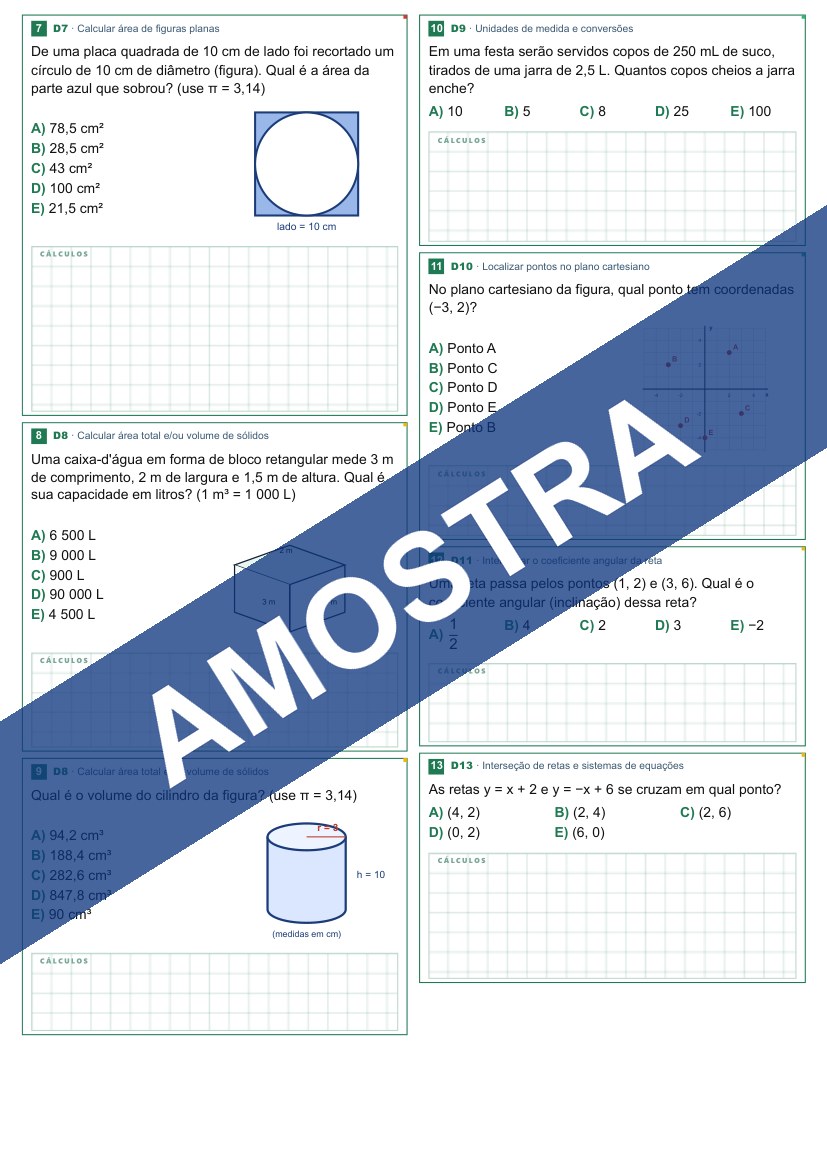 7 D7 · Calcular área de figuras planas
De uma placa quadrada de 10 cm de lado foi recortado um
círculo de 10 cm de diâmetro (figura). Qual é a área da
parte azul que sobrou? (use π = 3,14)
A) 78,5 cm²
B) 28,5 cm²
C) 43 cm²
D) 100 cm²
E) 21,5 cm²
lado = 10 cm
CÁLCULOS
8 D8 · Calcular área total e/ou volume de sólidos
Uma caixa-d'água em forma de bloco retangular mede 3 m
de comprimento, 2 m de largura e 1,5 m de altura. Qual é
sua capacidade em litros? (1 m³ = 1 000 L)
A) 6 500 L
B) 9 000 L
C) 900 L
D) 90 000 L
E) 4 500 L
2 m
3 m
m
CÁLCULOS
9 D8 · Calcular área total e volume de sólidos
Qual é o volume do cilindro da figura? (use π = 3,14)
A) 94,2 cm³
B) 188,4 cm³
C) 282,6 cm³
D) 847,8 cm³
E) 90 cm³
r = 3
h = 10
(medidas em cm)
CÁLCULOS
10 D9 · Unidades de medida e conversões
Em uma festa serão servidos copos de 250 mL de suco,
tirados de uma jarra de 2,5 L. Quantos copos cheios a jarra
enche?
A) 10 B) 5 C) 8 D) 25 E) 100
CÁLCULOS
11 D10 · Localizar pontos no plano cartesiano
No plano cartesiano da figura, qual ponto tem coordenadas
(−3, 2)?
A) Ponto A
B) Ponto C
C) Ponto D
D) Ponto E
E) Ponto B
A
B
C
D
E
CÁLCULOS
D11 · o coeficiente angular da reta
Uma reta passa pelos pontos (1, 2) e (3, 6). Qual é o
coeficiente angular (inclinação) dessa reta?
A) 1/2 B) 4 C) 2 D) 3 E) −2
CÁLCULOS
13 D13 · Interseção de retas e sistemas de equações
As retas y = x + 2 e y = −x + 6 se cruzam em qual ponto?
A) (4, 2) B) (2, 4) C) (2, 6)
D) (0, 2) E) (6, 0)
CÁLCULOS
AMOSTRA